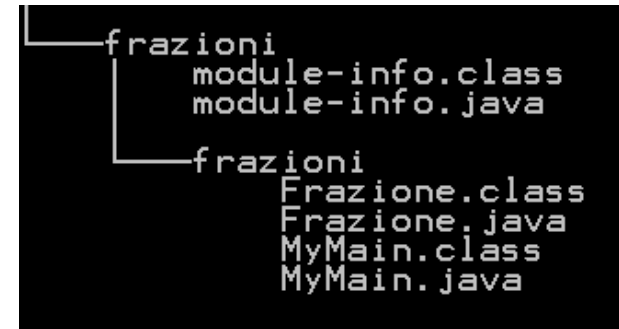 frazioni
module-info.class
module-info.java
frazioni
Frazione.class
Frazione.java
MyMain.class
MyMain.java